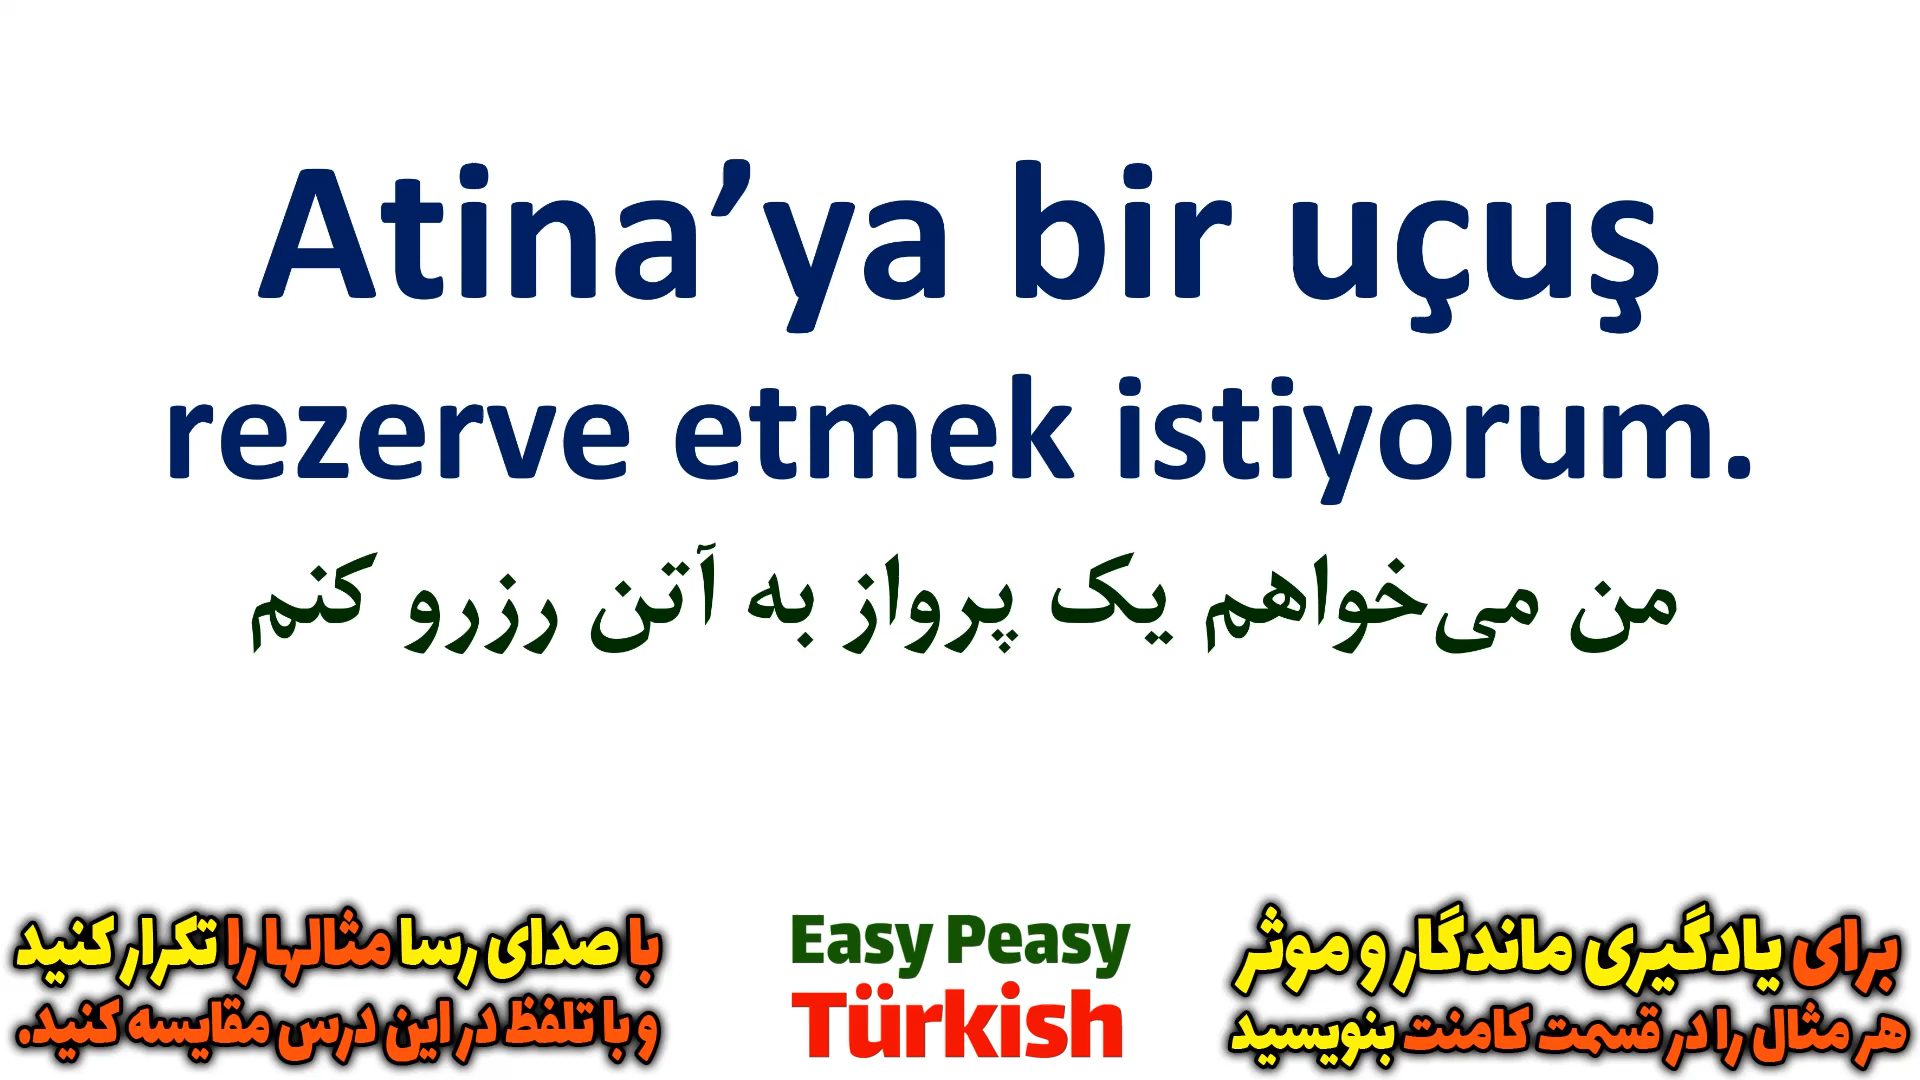 Atina’ya bir uçuş
rezerve etmek istiyorum.
من می‌خواهم یک پرواز به آتن رزرو کنم
برای یادگیری ماندگار و موثر
هر مثال را در قسمت کامنت بنویسید
Easy Peasy
Türkish
با صدای رسا مثالها را تکرار کنید
و با تلفظ در این درس مقایسه کنید.